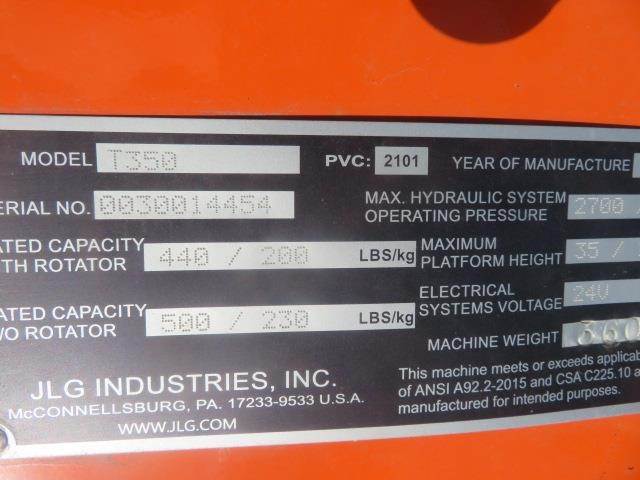 MODEL T350 PVC: 2101 YEAR OF MANUFACTURE
ERIAL NO. 0030014454 MAX. HYDRAULIC SYSTEM OPERATING PRESSURE 2700
ATED CAPACITY TH ROTATOR 440 / 200 LBS/kg MAXIMUM PLATFORM HEIGHT 35 /
ATED CAPACITY /O ROTATOR 500 / 230 LBS/kg ELECTRICAL SYSTEMS VOLTAGE 24V
MACHINE WEIGHT 360
JLG INDUSTRIES, INC.
McCONNELLSBURG, PA. 17233-9533 U.S.A.
WWW.JLG.COM
This machine meets or exceeds applicab
of ANSI A92.2-2015 and CSA C225.10 a
manufactured for intended purposes.